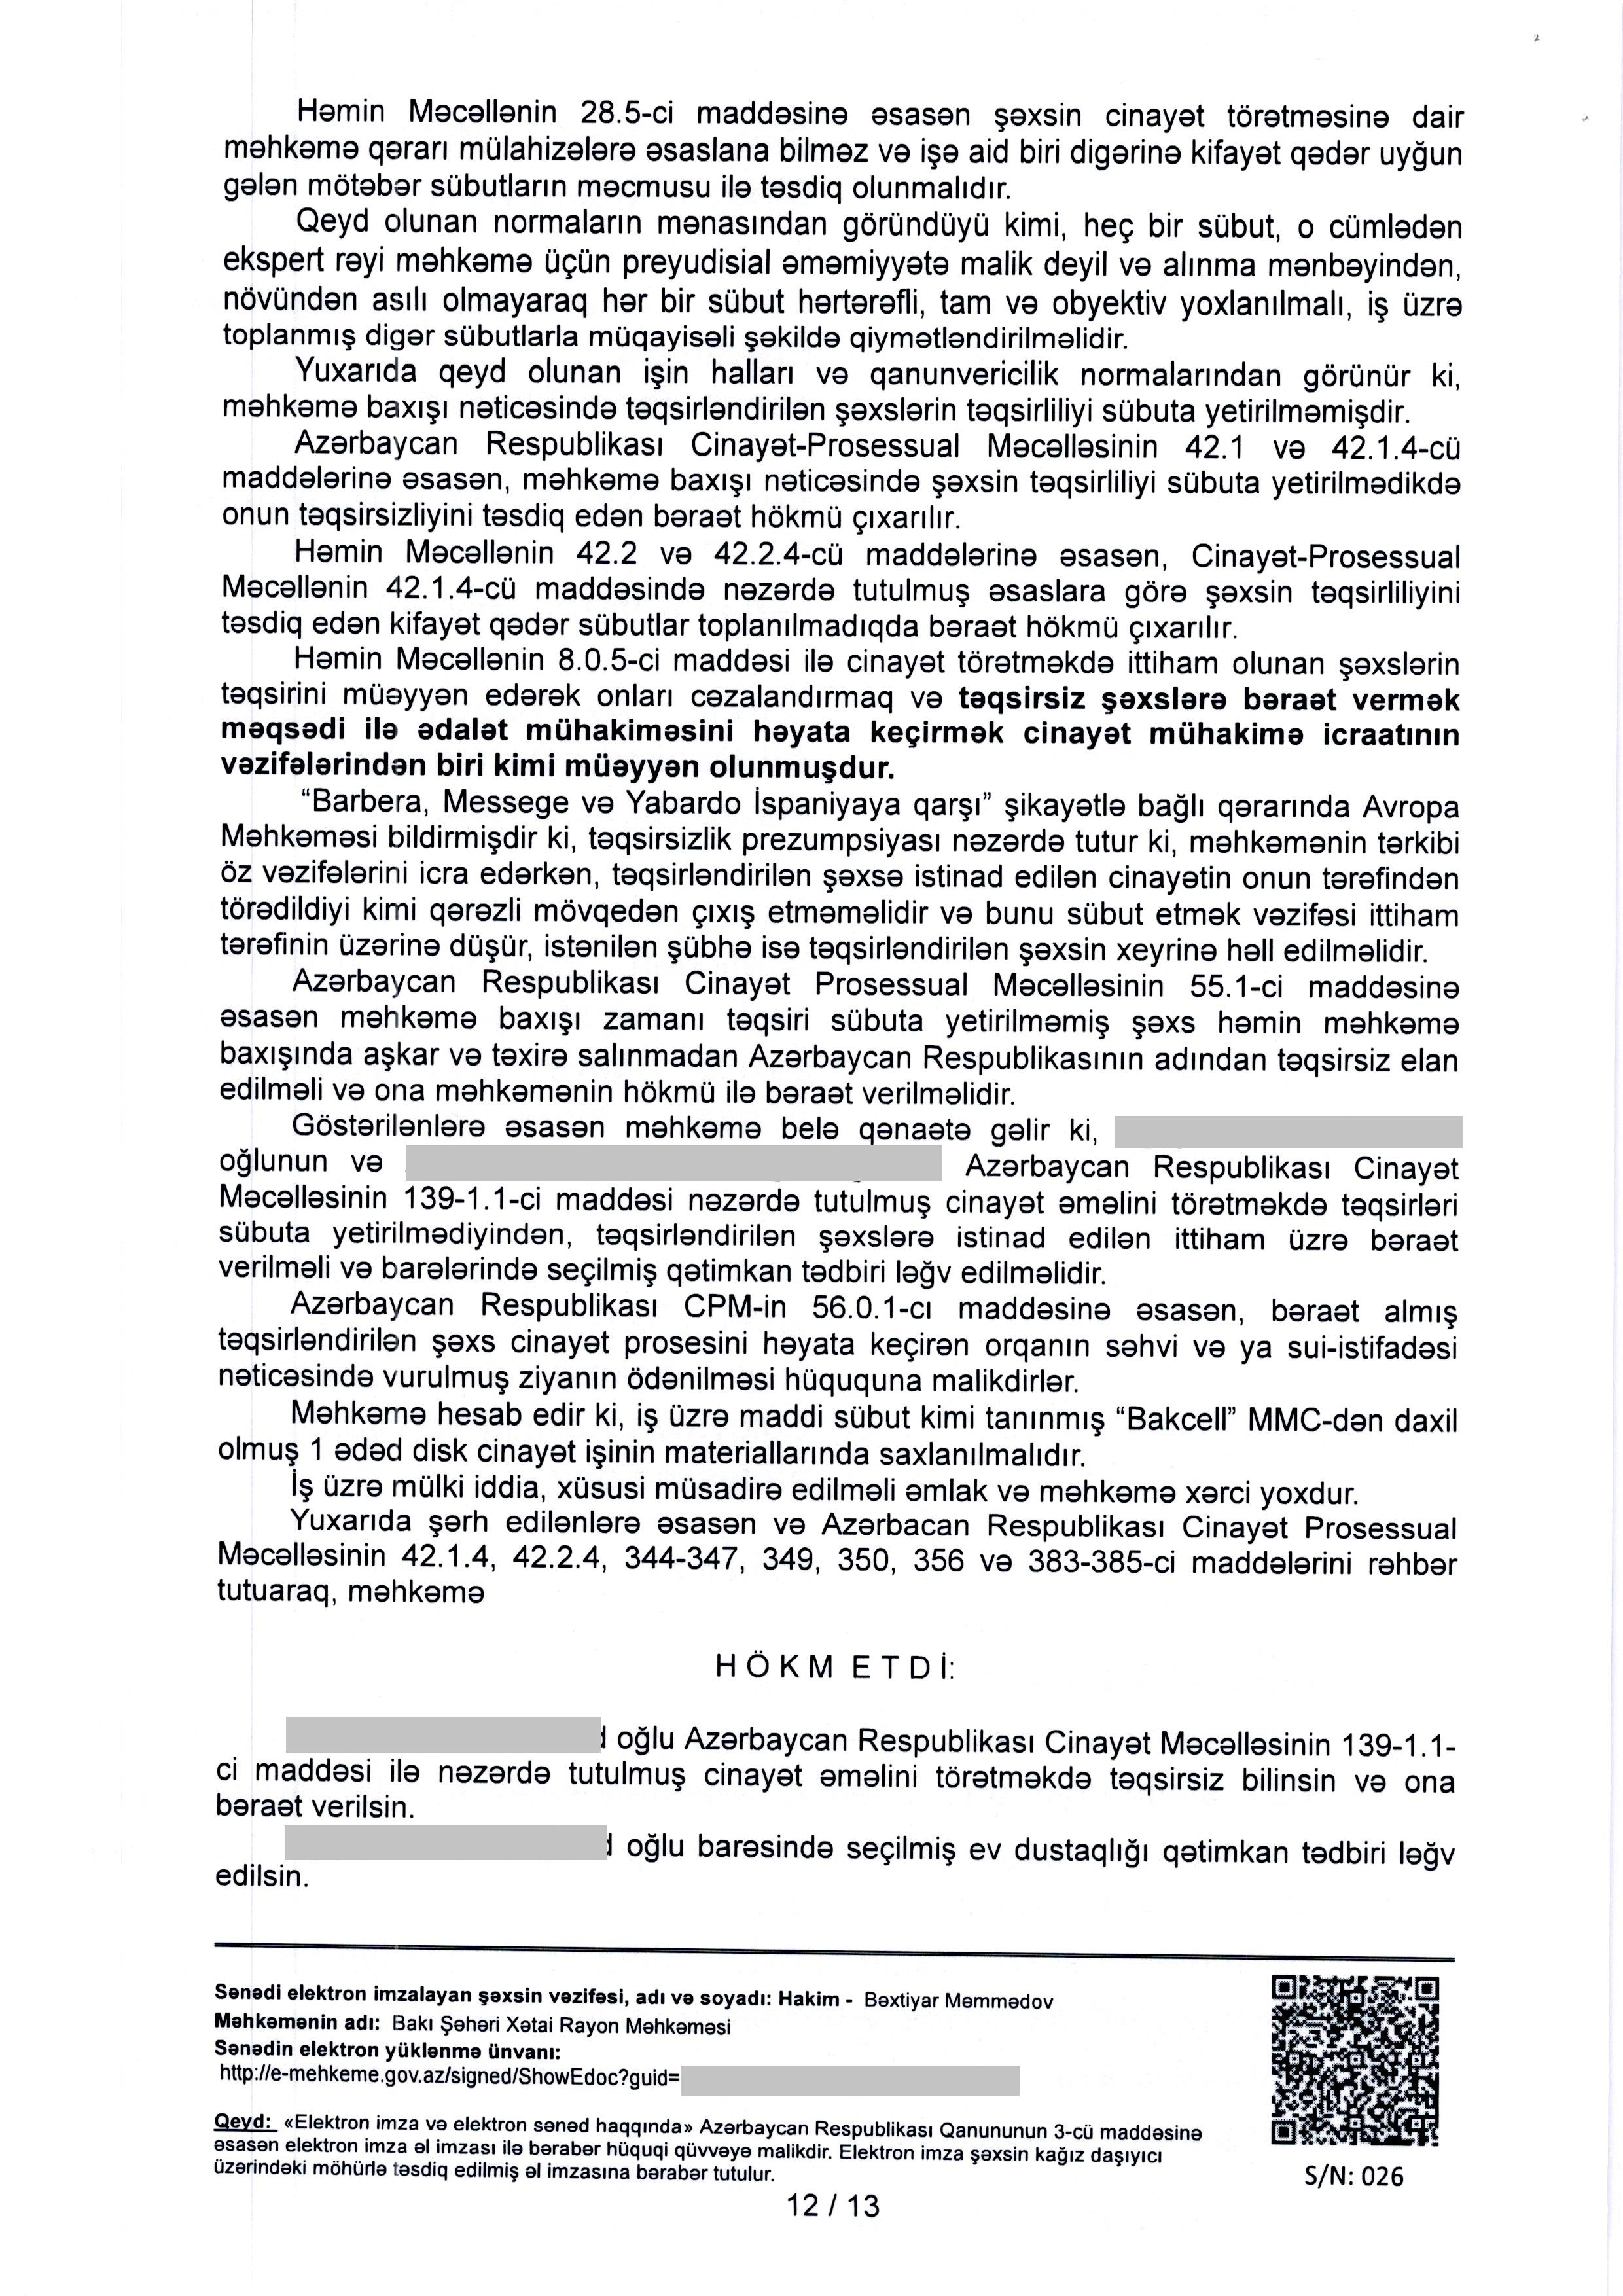 Həmin Məcəllənin 28.5-ci maddəsinə əsasən şəxsin cinayət törətməsinə dair
məhkəmə qərarı mülahizələrə əsaslana bilməz və işə aid biri digərinə kifayət qədər uyğun
gələn mötəbər sübutların məcmusu ilə təsdiq olunmalıdır.
Qeyd olunan normaların mənasından göründüyü kimi, heç bir sübut, o cümlədən
ekspert rəyi məhkəmə üçün preyudisial əməmiyyətə malik deyil və alınma mənbəyindən,
növündən asılı olmayaraq hər bir sübut hərtərəfli, tam və obyektiv yoxlanılmalı, iş üzrə
toplanmış digər sübutlarla müqayisəli şəkildə qiymətləndirilməlidir.
Yuxarıda qeyd olunan işin halları və qanunvericilik normalarından görünür ki,
məhkəmə baxışı nəticəsində təqsirləndirilən şəxslərin təqsirliliyi sübuta yetirilməmişdir.
Azərbaycan Respublikası Cinayət-Prosessual Məcəlləsinin 42.1 və 42.1.4-cü
maddələrinə əsasən, məhkəmə baxışı nəticəsində şəxsin təqsirliliyi sübuta yetirilmədikdə
onun təqsirsizliyini təsdiq edən bəraət hökmü çıxarılır.
Həmin Məcəllənin 42.2 və 42.2.4-cü maddələrinə əsasən, Cinayət-Prosessual
Məcəllənin 42.1.4-cü maddəsində nəzərdə tutulmuş əsaslara görə şəxsin təqsirliliyini
təsdiq edən kifayət qədər sübutlar toplanılmadıqda bəraət hökmü çıxarılır.
Həmin Məcəllənin 8.0.5-ci maddəsi ilə cinayət törətməkdə ittiham olunan şəxslərin
təqsirini müəyyən edərək onları cəzalandırmaq və təqsirsiz şəxslərə bəraət vermək
məqsədi ilə ədalət mühakiməsini həyata keçirmək cinayət mühakimə icraatının
vəzifələrindən biri kimi müəyyən olunmuşdur.
“Barbera, Messege və Yabardo İspaniyaya qarşı” şikayətlə bağlı qərarında Avropa
Məhkəməsi bildirmişdir ki, təqsirsizlik prezumpsiyası nəzərdə tutur ki, məhkəmənin tərkibi
öz vəzifələrini icra edərkən, təqsirləndirilən şəxsə istinad edilən cinayətin onun tərəfindən
törədildiyi kimi qərəzli mövqedən çıxış etməməlidir və bunu sübut etmək vəzifəsi ittiham
tərəfinin üzərinə düşür, istənilən şübhə isə təqsirləndirilən şəxsin xeyrinə həll edilməlidir.
Azərbaycan Respublikası Cinayət Prosessual Məcəlləsinin 55.1-ci maddəsinə
əsasən məhkəmə baxışı zamanı təqsiri sübuta yetirilməmiş şəxs həmin məhkəmə
baxışında aşkar və təxirə salınmadan Azərbaycan Respublikasının adından təqsirsiz elan
edilməli və ona məhkəmənin hökmü ilə bəraət verilməlidir.
Göstərilənlərə əsasən məhkəmə belə qənaətə gəlir ki,
oğlunun və Azərbaycan Respublikası Cinayət
Məcəlləsinin 139-1.1-ci maddəsi nəzərdə tutulmuş cinayət əməlini törətməkdə təqsirləri
sübuta yetirilmədiyindən, təqsirləndirilən şəxslərə istinad edilən ittiham üzrə bəraət
verilməli və barələrində seçilmiş qətimkan tədbiri ləğv edilməlidir.
Azərbaycan Respublikası CPM-in 56.0.1-cı maddəsinə əsasən, bəraət almış
təqsirləndirilən şəxs cinayət prosesini həyata keçirən orqanın səhvi və ya sui-istifadəsi
nəticəsində vurulmuş ziyanın ödənilməsi hüququna malikdirlər.
Məhkəmə hesab edir ki, iş üzrə maddi sübut kimi tanınmış “Bakcell” MMC-dən daxil
olmuş 1 ədəd disk cinayət işinin materiallarında saxlanılmalıdır.
İş üzrə mülki iddia, xüsusi müsadirə edilməli əmlak və məhkəmə xərci yoxdur.
Yuxarıda şərh edilənlərə əsasən və Azərbacan Respublikası Cinayət Prosessual
Məcəlləsinin 42.1.4, 42.2.4, 344-347, 349, 350, 356 və 383-385-ci maddələrini rəhbər
tutuaraq, məhkəmə
H Ö K M E T D İ:
oğlu Azərbaycan Respublikası Cinayət Məcəlləsinin 139-1.1-
ci maddəsi ilə nəzərdə tutulmuş cinayət əməlini törətməkdə təqsirsiz bilinsin və ona
bəraət verilsin.
oğlu barəsində seçilmiş ev dustaqlığı qətimkan tədbiri ləğv
edilsin.
Sənədi elektron imzalayan şəxsin vəzifəsi, adı və soyadı: Hakim - Bəxtiyar Məmmədov
Məhkəmənin adı: Bakı Şəhəri Xətai Rayon Məhkəməsi
Sənədin elektron yüklənmə ünvanı:
http://e-mehkeme.gov.az/signed/ShowEdoc?guid=
Qeyd: «Elektron imza və elektron sənəd haqqında» Azərbaycan Respublikası Qanununun 3-cü maddəsinə
əsasən elektron imza əl imzası ilə bərabər hüquqi qüvvəyə malikdir. Elektron imza şəxsin kağız daşıyıcı
üzərindəki möhürlə təsdiq edilmiş əl imzasına bərabər tutulur.
S/N: 026
12 / 13